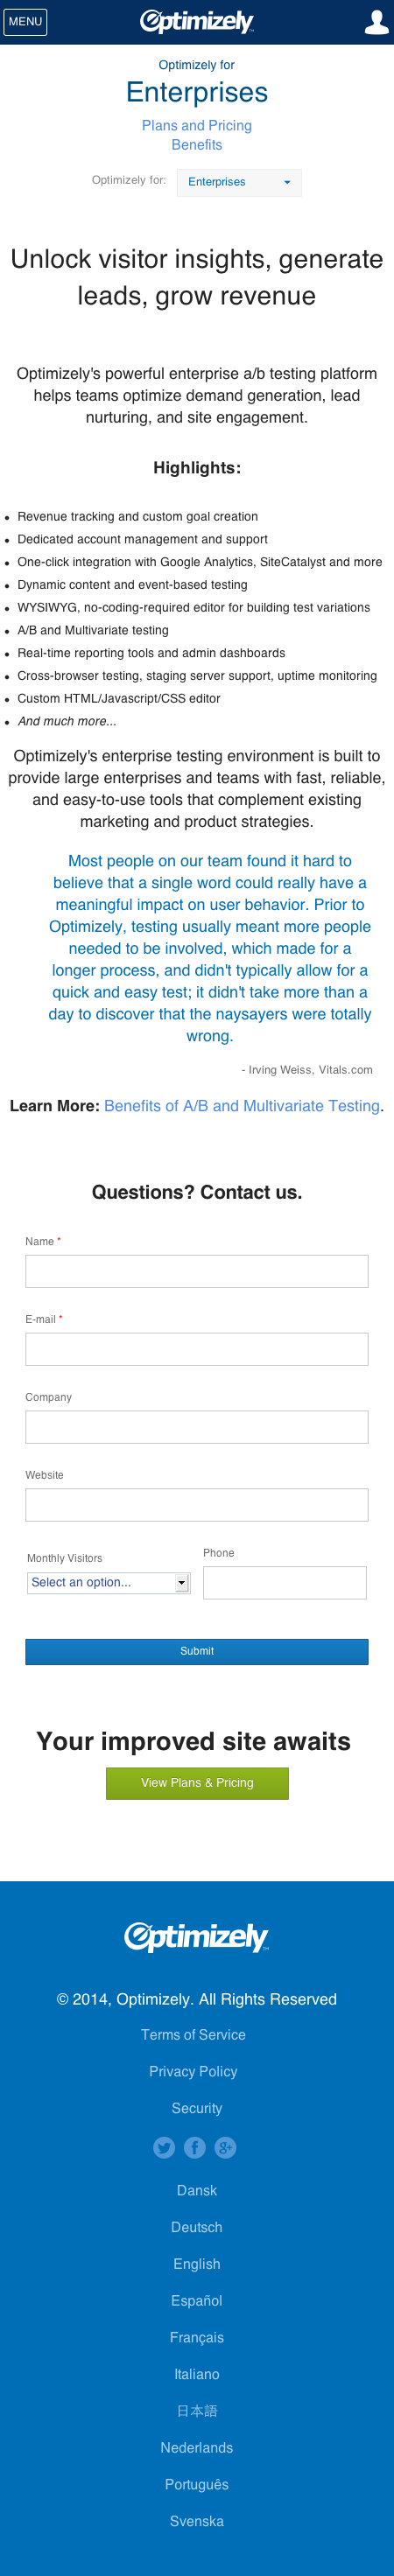 MENU
Optimizely
Optimizely for
Enterprises
Plans and Pricing
Benefits
Optimizely for: Enterprises
Unlock visitor insights, generate
leads, grow revenue
Optimizely's powerful enterprise a/b testing platform
helps teams optimize demand generation, lead
nurturing, and site engagement.
Highlights:
• Revenue tracking and custom goal creation
• Dedicated account management and support
• One-click integration with Google Analytics, SiteCatalyst and more
• Dynamic content and event-based testing
• WYSIWYG, no-coding-required editor for building test variations
• A/B and Multivariate testing
• Real-time reporting tools and admin dashboards
• Cross-browser testing, staging server support, uptime monitoring
• Custom HTML/Javascript/CSS editor
• And much more...
Optimizely's enterprise testing environment is built to
provide large enterprises and teams with fast, reliable,
and easy-to-use tools that complement existing
marketing and product strategies.
Most people on our team found it hard to
believe that a single word could really have a
meaningful impact on user behavior. Prior to
Optimizely, testing usually meant more people
needed to be involved, which made for a
longer process, and didn't typically allow for a
quick and easy test; it didn't take more than a
day to discover that the naysayers were totally
wrong.
- Irving Weiss, Vitals.com
Learn More: Benefits of A/B and Multivariate Testing.
Questions? Contact us.
Name *
E-mail *
Company
Website
Monthly Visitors
Select an option...
Phone
Submit
Your improved site awaits
View Plans & Pricing
Optimizely
© 2014, Optimizely. All Rights Reserved
Terms of Service
Privacy Policy
Security
Dansk
Deutsch
English
Español
Français
Italiano
日本語
Nederlands
Português
Svenska